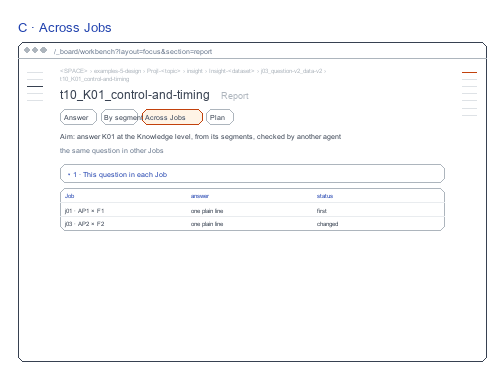 C · Across Jobs
/_board/workbench?layout=focus&section=report
<SPACE> › examples-5-design › Proj-<topic> › insight › Insight-<dataset> › j03_question-v2_data-v2 ›
t10_K01_control-and-timing
t10_K01_control-and-timing Report
Answer By segment Across Jobs Plan
Aim: answer K01 at the Knowledge level, from its segments, checked by another agent
the same question in other Jobs
• 1 · This question in each Job
Job answer status
j01 · AP1 × F1 one plain line first
j03 · AP2 × F2 one plain line changed